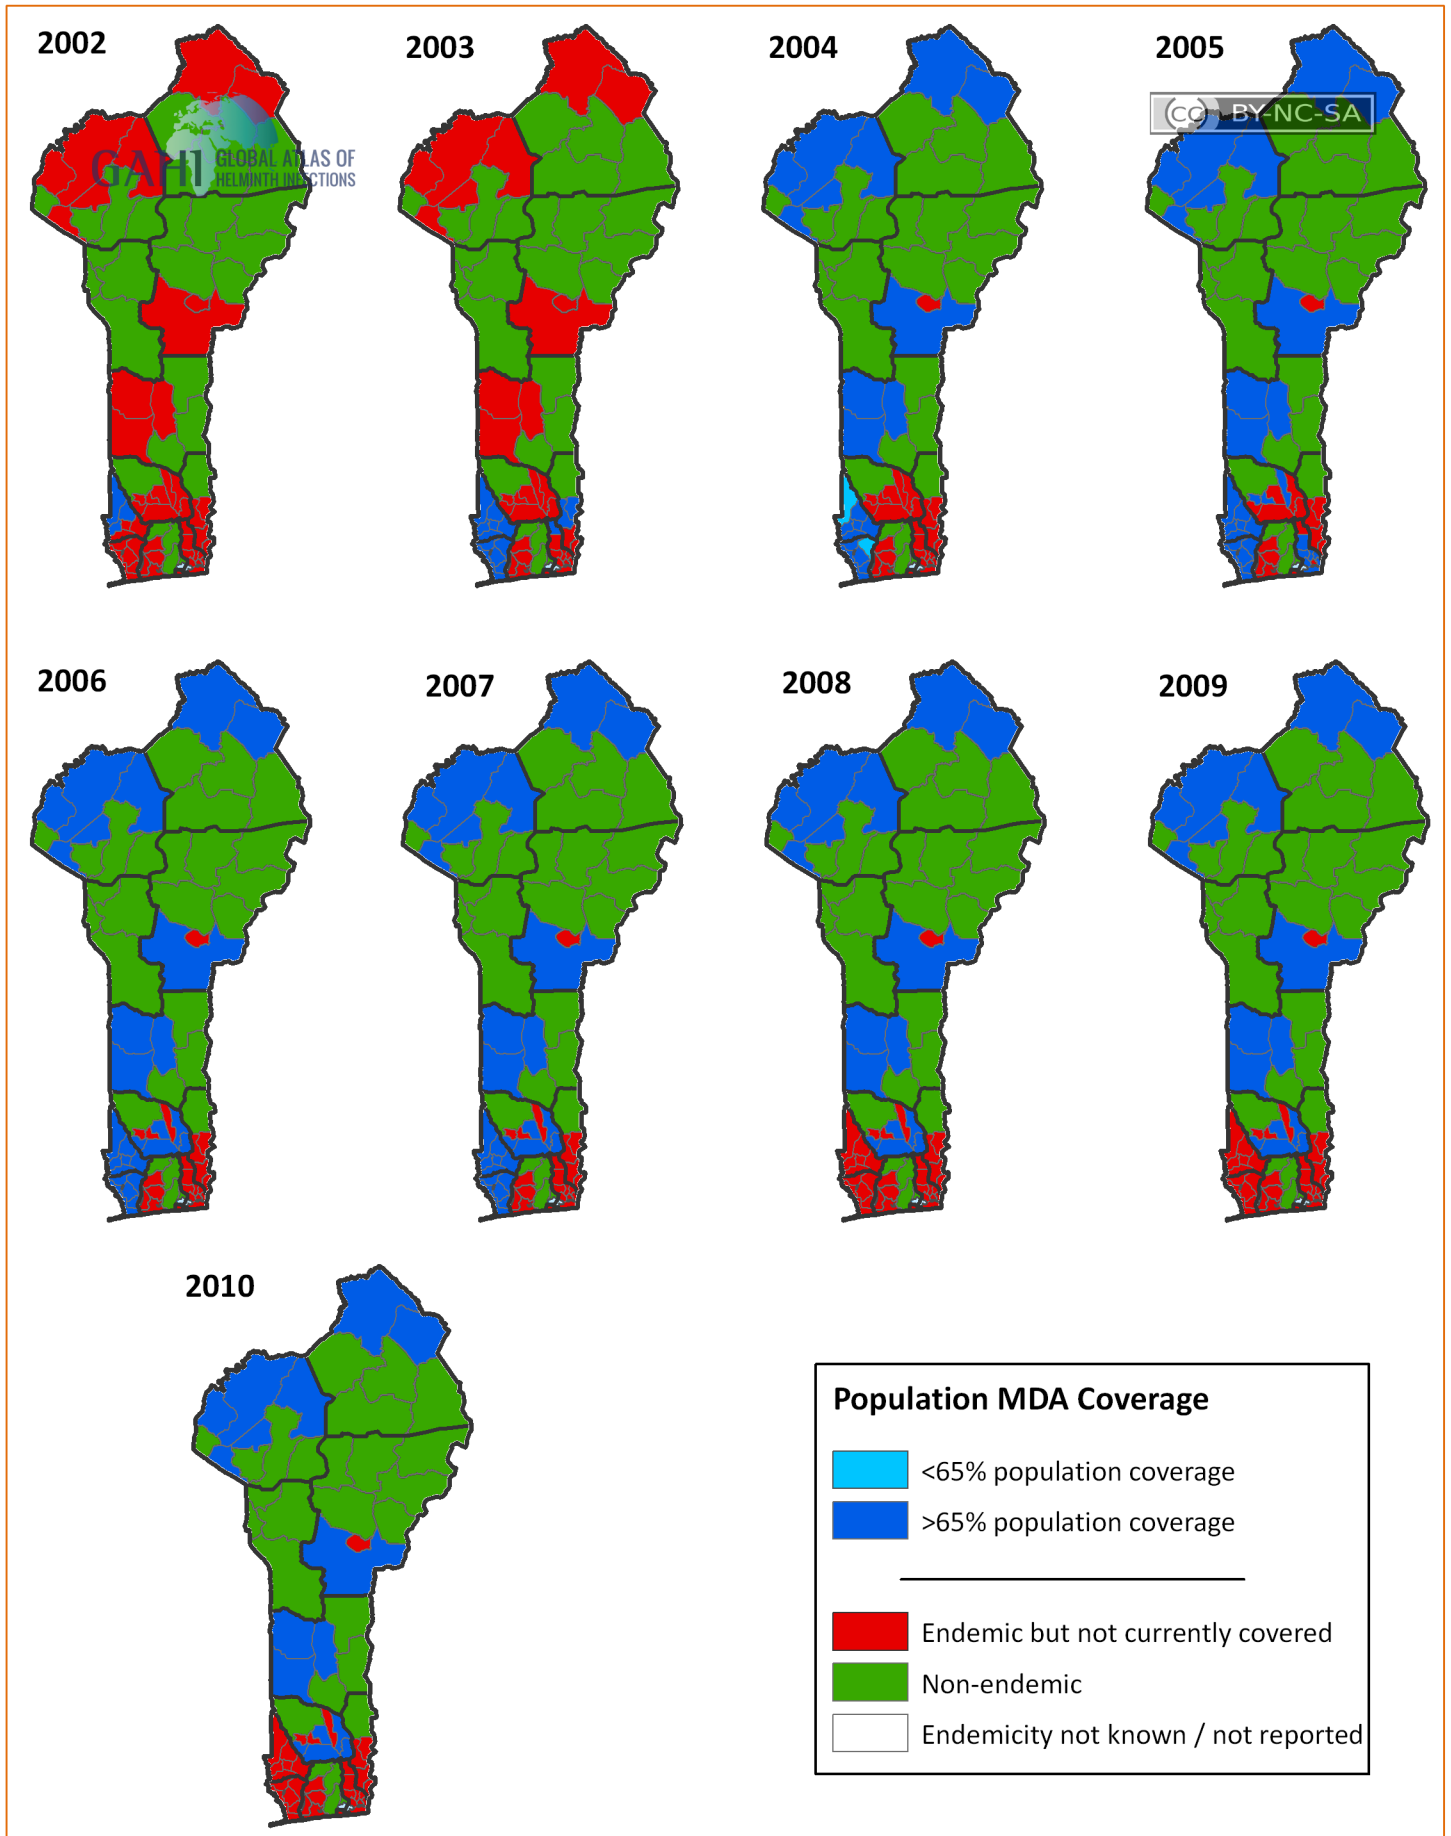 2002
2003
2004
2005
GAHI GLOBAL ATLAS OF
HELMINTH INFECTIONS
cc BY-NC-SA
2006
2007
2008
2009
2010
Population MDA Coverage
<65% population coverage
>65% population coverage
Endemic but not currently covered
Non-endemic
Endemicity not known / not reported